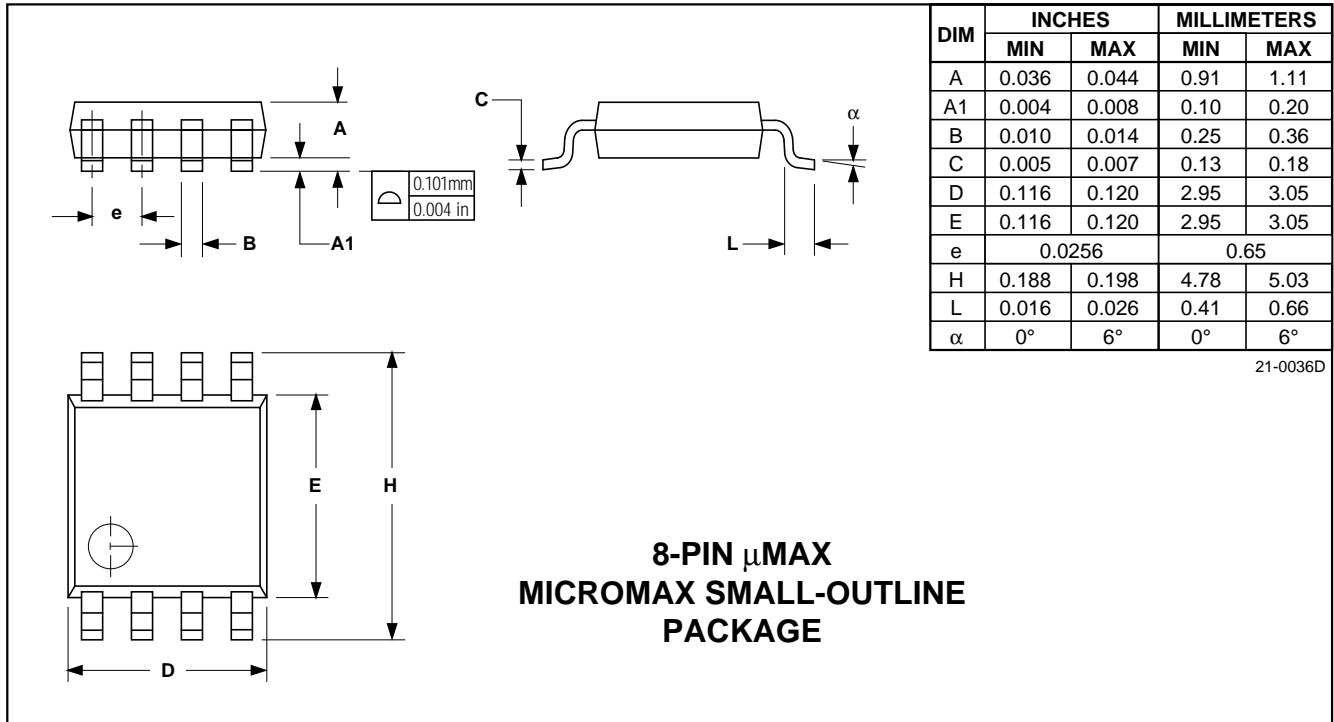 DIM INCHES MILLIMETERS
MIN MAX MIN MAX
A 0.036 0.044 0.91 1.11
A1 0.004 0.008 0.10 0.20
B 0.010 0.014 0.25 0.36
C 0.005 0.007 0.13 0.18
D 0.116 0.120 2.95 3.05
E 0.116 0.120 2.95 3.05
e 0.0256 0.65
H 0.188 0.198 4.78 5.03
L 0.016 0.026 0.41 0.66
α 0° 6° 0° 6°
21-0036D
A
e
B
A1
0.101mm
0.004 in
C
α
L
E
H
D
8-PIN µMAX
MICROMAX SMALL-OUTLINE
PACKAGE